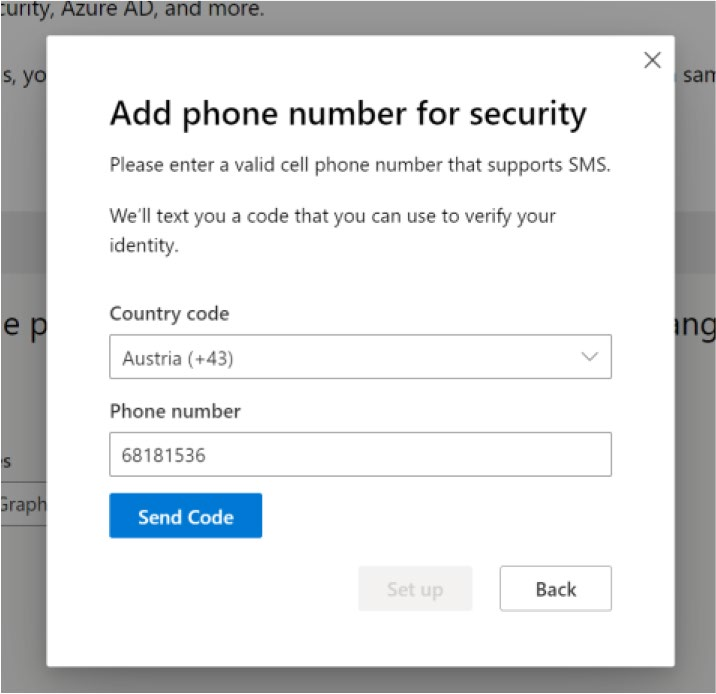 curity, Azure AD, and more.
s, yo
sam
Add phone number for security
Please enter a valid cell phone number that supports SMS.
We'll text you a code that you can use to verify your
identity.
Country code
e p
ang
Austria (+43)
Phone number
68181536
s
Graph
Send Code
Set up
Back